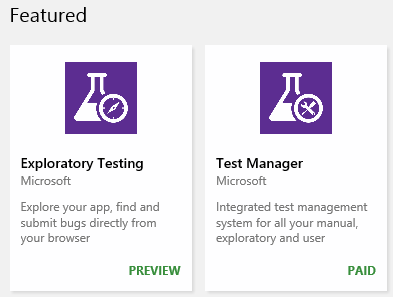 Featured
Exploratory Testing
Microsoft
Explore your app, find and
submit bugs directly from
your browser
PREVIEW
Test Manager
Microsoft
Integrated test management
system for all your manual,
exploratory and user
PAID